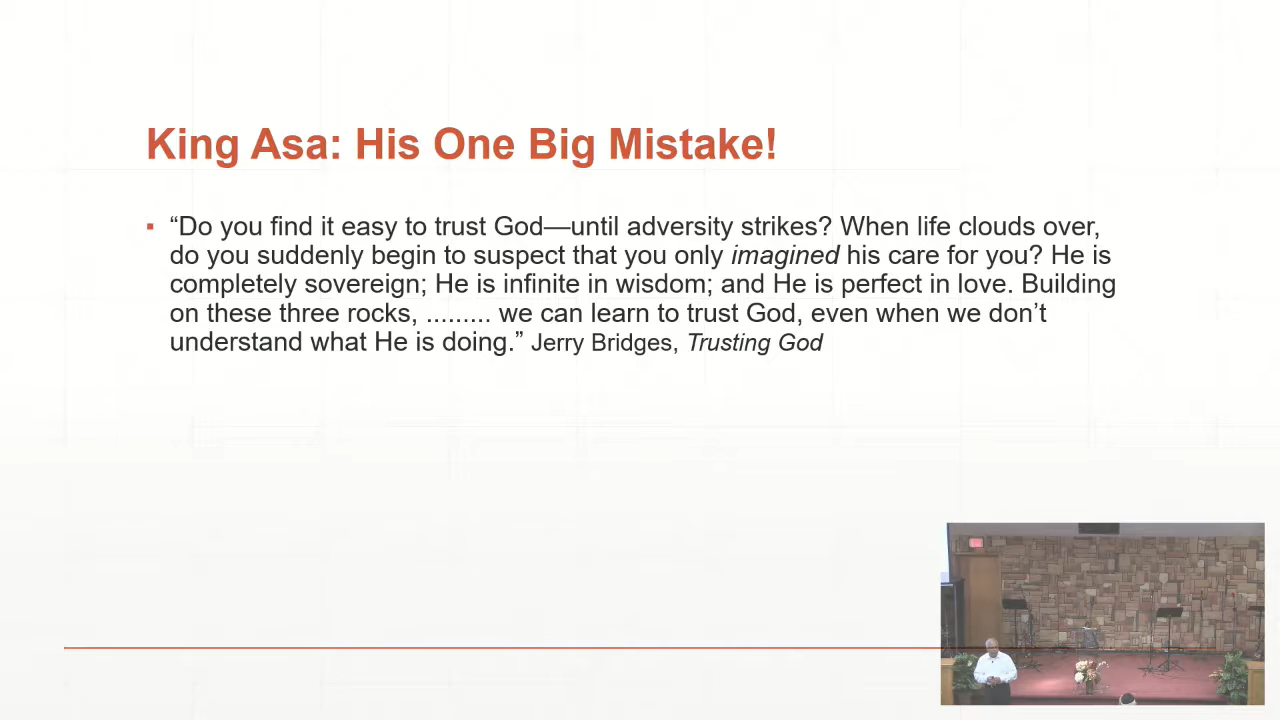 King Asa: His One Big Mistake!
▪ “Do you find it easy to trust God—until adversity strikes? When life clouds over,
do you suddenly begin to suspect that you only imagined his care for you? He is
completely sovereign; He is infinite in wisdom; and He is perfect in love. Building
on these three rocks, ......... we can learn to trust God, even when we don’t
understand what He is doing.” Jerry Bridges, Trusting God